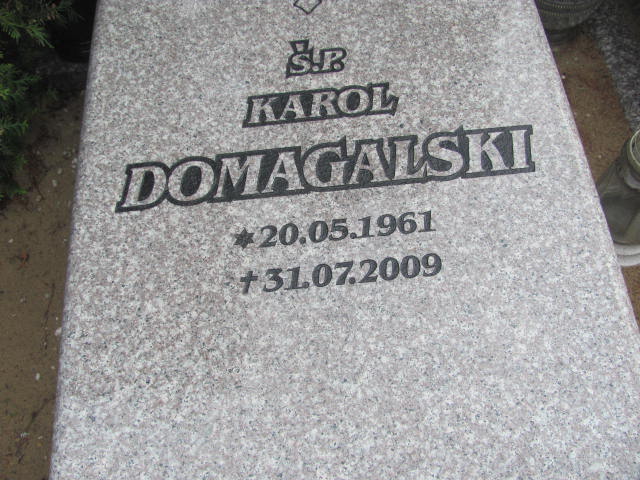 Ś.P.
KAROL
DOMAGALSKI
* 20.05.1961
† 31.07.2009